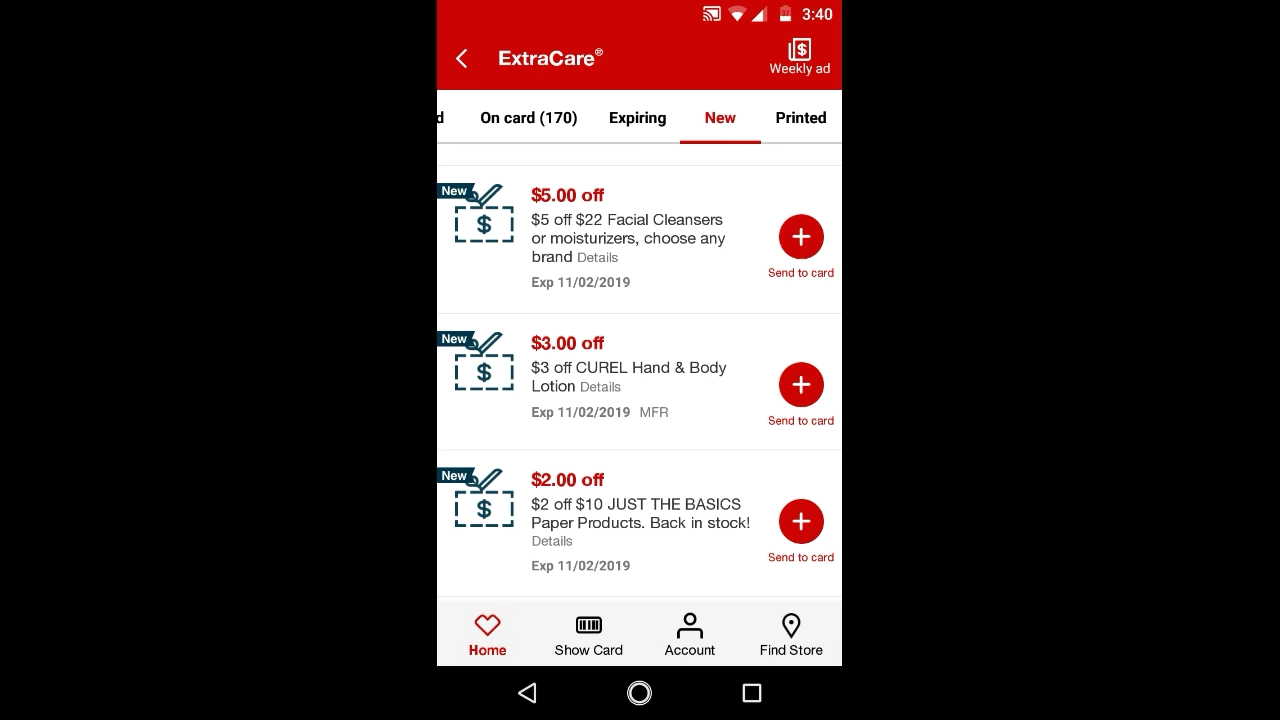 3:40
ExtraCare®
Weekly ad
d On card (170) Expiring New Printed
New
$
$5.00 off
$5 off $22 Facial Cleansers
or moisturizers, choose any
brand Details
Exp 11/02/2019
Send to card
New
$
$3.00 off
$3 off CUREL Hand & Body
Lotion Details
Exp 11/02/2019 MFR
Send to card
New
$
$2.00 off
$2 off $10 JUST THE BASICS
Paper Products. Back in stock!
Details
Exp 11/02/2019
Send to card
Home Show Card Account Find Store